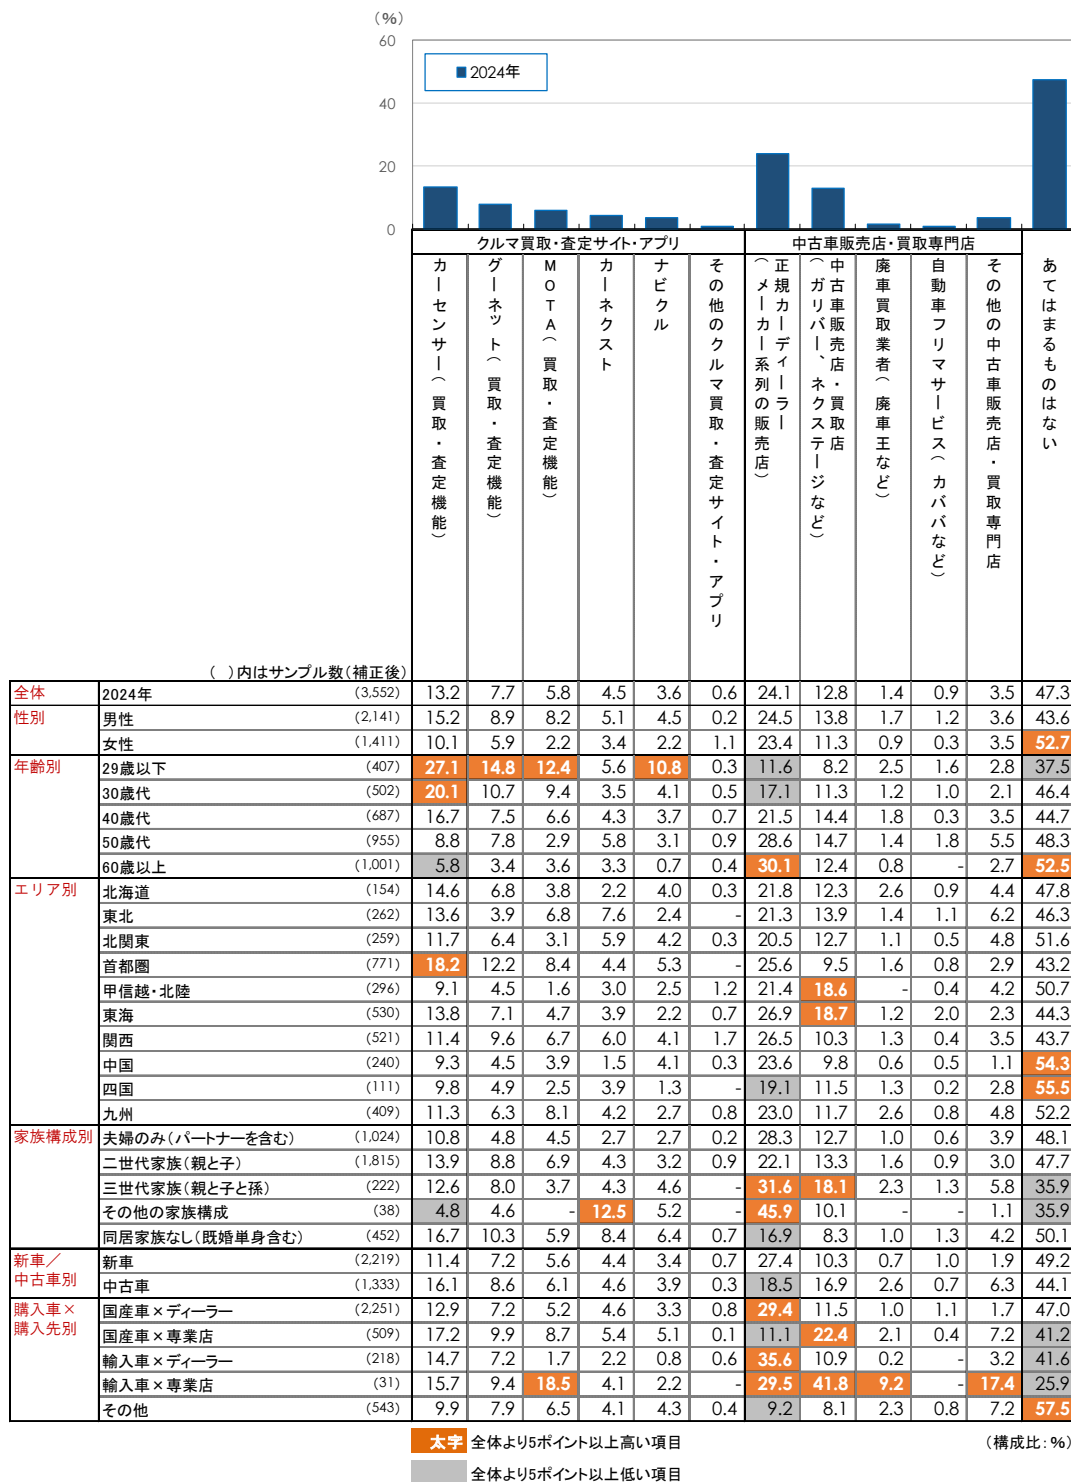 （%）
60
40
20
0
2024年
クルマ買取・査定サイト・アプリ
中古車販売店・買取専門店
カーセンサー（買取・査定機能）
グーネット（買取・査定機能）
MOTA（買取・査定機能）
カーネクスト
ナビクル
その他のクルマ買取・査定サイト・アプリ
正規カーディーラー
（メーカー系列の販売店）
中古車販売店・買取店
（ガリバー、ネクステージなど）
廃車買取業者（廃車王など）
自動車フリマサービス（カババなど）
その他の中古車販売店・買取専門店
あてはまるものはない
（　）内はサンプル数（補正後）
全体 2024年 (3,552) 13.2 7.7 5.8 4.5 3.6 0.6 24.1 12.8 1.4 0.9 3.5 47.3
性別 男性 (2,141) 15.2 8.9 8.2 5.1 4.5 0.2 24.5 13.8 1.7 1.2 3.6 43.6
女性 (1,411) 10.1 5.9 2.2 3.4 2.2 1.1 23.4 11.3 0.9 0.3 3.5 52.7
年齢別 29歳以下 (407) 27.1 14.8 12.4 5.6 10.8 0.3 11.6 8.2 2.5 1.6 2.8 37.5
30歳代 (502) 20.1 10.7 9.4 3.5 4.1 0.5 17.1 11.3 1.2 1.0 2.1 46.4
40歳代 (687) 16.7 7.5 6.6 4.3 3.7 0.7 21.5 14.4 1.8 0.3 3.5 44.7
50歳代 (955) 8.8 7.8 2.9 5.8 3.1 0.9 28.6 14.7 1.4 1.8 5.5 48.3
60歳以上 (1,001) 5.8 3.4 3.6 3.3 0.7 0.4 30.1 12.4 0.8 - 2.7 52.5
エリア別 北海道 (154) 14.6 6.8 3.8 2.2 4.0 0.3 21.8 12.3 2.6 0.9 4.4 47.8
東北 (262) 13.6 3.9 6.8 7.6 2.4 - 21.3 13.9 1.4 1.1 6.2 46.3
北関東 (259) 11.7 6.4 3.1 5.9 4.2 0.3 20.5 12.7 1.1 0.5 4.8 51.6
首都圏 (771) 18.2 12.2 8.4 4.4 5.3 - 25.6 9.5 1.6 0.8 2.9 43.2
甲信越・北陸 (296) 9.1 4.5 1.6 3.0 2.5 1.2 21.4 18.6 - 0.4 4.2 50.7
東海 (530) 13.8 7.1 4.7 3.9 2.2 0.7 26.9 18.7 1.2 2.0 2.3 44.3
関西 (521) 11.4 9.6 6.7 6.0 4.1 1.7 26.5 10.3 1.3 0.4 3.5 43.7
中国 (240) 9.3 4.5 3.9 1.5 4.1 0.3 23.6 9.8 0.6 0.5 1.1 54.3
四国 (111) 9.8 4.9 2.5 3.9 1.3 - 19.1 11.5 1.3 0.2 2.8 55.5
九州 (409) 11.3 6.3 8.1 4.2 2.7 0.8 23.0 11.7 2.6 0.8 4.8 52.2
家族構成別 夫婦のみ（パートナーを含む） (1,024) 10.8 4.8 4.5 2.7 2.7 0.2 28.3 12.7 1.0 0.6 3.9 48.1
二世代家族（親と子） (1,815) 13.9 8.8 6.9 4.3 3.2 0.9 22.1 13.3 1.6 0.9 3.0 47.7
三世代家族（親と子と孫） (222) 12.6 8.0 3.7 4.3 4.6 - 31.6 18.1 2.3 1.3 5.8 35.9
その他の家族構成 (38) 4.8 4.6 - 12.5 5.2 - 45.9 10.1 - - 1.1 35.9
同居家族なし（既婚単身含む） (452) 16.7 10.3 5.9 8.4 6.4 0.7 16.9 8.3 1.0 1.3 4.2 50.1
新車／
中古車別
新車 (2,219) 11.4 7.2 5.6 4.4 3.4 0.7 27.4 10.3 0.7 1.0 1.9 49.2
中古車 (1,333) 16.1 8.6 6.1 4.6 3.9 0.3 18.5 16.9 2.6 0.7 6.3 44.1
購入車×
購入先別
国産車×ディーラー (2,251) 12.9 7.2 5.2 4.6 3.3 0.8 29.4 11.5 1.0 1.1 1.7 47.0
国産車×専業店 (509) 17.2 9.9 8.7 5.4 5.1 0.1 11.1 22.4 2.1 0.4 7.2 41.2
輸入車×ディーラー (218) 14.7 7.2 1.7 2.2 0.8 0.6 35.6 10.9 0.2 - 3.2 41.6
輸入車×専業店 (31) 15.7 9.4 18.5 4.1 2.2 - 29.5 41.8 9.2 - 17.4 25.9
その他 (543) 9.9 7.9 6.5 4.1 4.3 0.4 9.2 8.1 2.3 0.8 7.2 57.5
太字 全体より5ポイント以上高い項目
（構成比：%）
全体より5ポイント以上低い項目